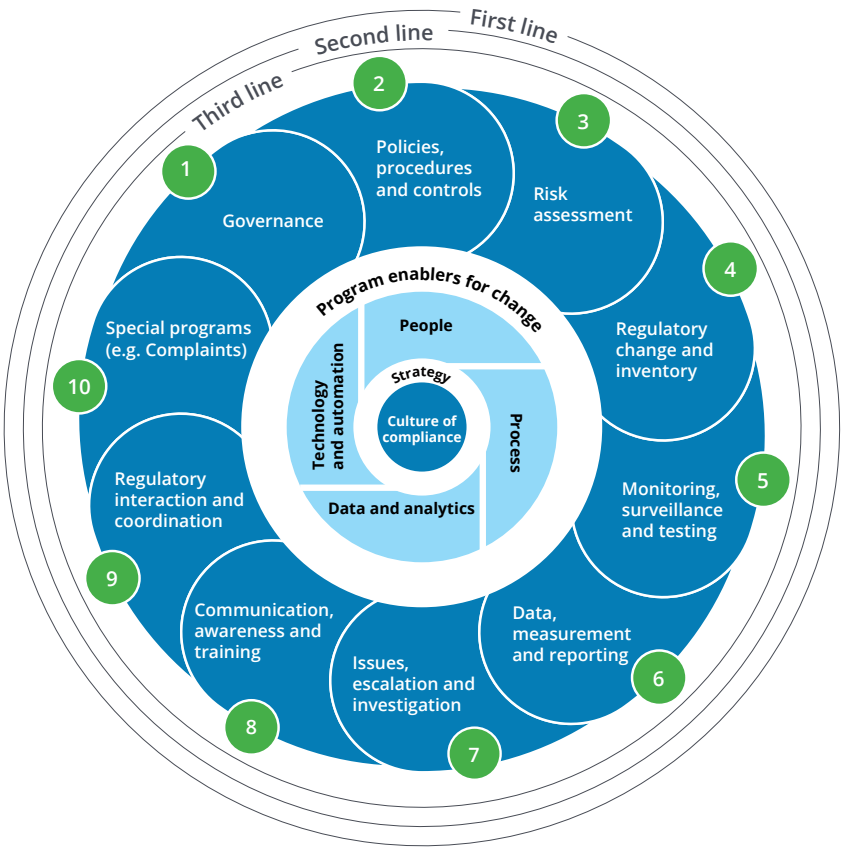 First line
Second line
Third line
1
Governance
2
Policies,
procedures
and controls
3
Risk
assessment
4
Regulatory
change and
inventory
5
Monitoring,
surveillance
and testing
6
Data,
measurement
and reporting
7
Issues,
escalation and
investigation
8
Communication,
awareness and
training
9
Regulatory
interaction and
coordination
10
Special programs
(e.g. Complaints)
Program enablers for change
People
Process
Data and analytics
Technology
and automation
Strategy
Culture of
compliance